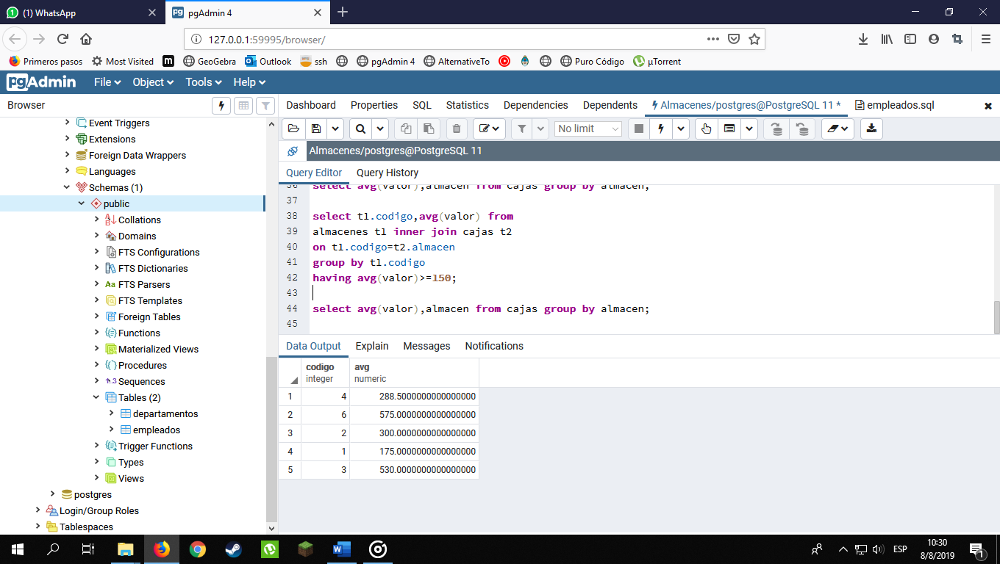 (1) WhatsApp
pgAdmin 4
127.0.0.1:59995/browser/
Primeros pasos
Most Visited
m
GeoGebra
Outlook
ssh
pgAdmin 4
AlternativeTo
Puro Código
µTorrent
pgAdmin
File
Object
Tools
Help
Browser
Dashboard
Properties
SQL
Statistics
Dependencies
Dependents
Almacenes/postgres@PostgreSQL 11 *
empleados.sql
No limit
Almacenes/postgres@PostgreSQL 11
Query Editor
Query History
Event Triggers
Extensions
Foreign Data Wrappers
Languages
Schemas (1)
public
Collations
Domains
FTS Configurations
FTS Dictionaries
FTS Parsers
FTS Templates
Foreign Tables
Functions
Materialized Views
Procedures
Sequences
Tables (2)
departamentos
empleados
Trigger Functions
Types
Views
postgres
Login/Group Roles
Tablespaces
36 select avg(valor),almacen from cajas group by almacen;
37
38 select t1.codigo,avg(valor) from
39 almacenes t1 inner join cajas t2
40 on t1.codigo=t2.almacen
41 group by t1.codigo
42 having avg(valor)>=150;
43
44 select avg(valor),almacen from cajas group by almacen;
45
Data Output
Explain
Messages
Notifications
codigo integer
avg numeric
1 4 288.5000000000000000
2 6 575.0000000000000000
3 2 300.0000000000000000
4 1 175.0000000000000000
5 3 530.0000000000000000
ESP
10:30
8/8/2019
1